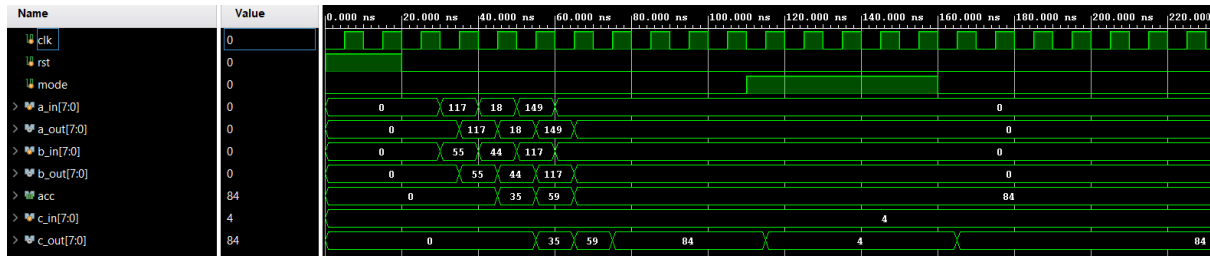 Name Value 0.000 ns 20.000 ns 40.000 ns 60.000 ns 80.000 ns 100.000 ns 120.000 ns 140.000 ns 160.000 ns 180.000 ns 200.000 ns 220.000
clk 0
rst 0
mode 0
a_in[7:0] 0 0 117 18 149 0
a_out[7:0] 0 0 117 18 149 0
b_in[7:0] 0 0 55 44 117 0
b_out[7:0] 0 0 55 44 117 0
acc 84 0 35 59 84
c_in[7:0] 4 4
c_out[7:0] 84 0 35 59 84 4 84